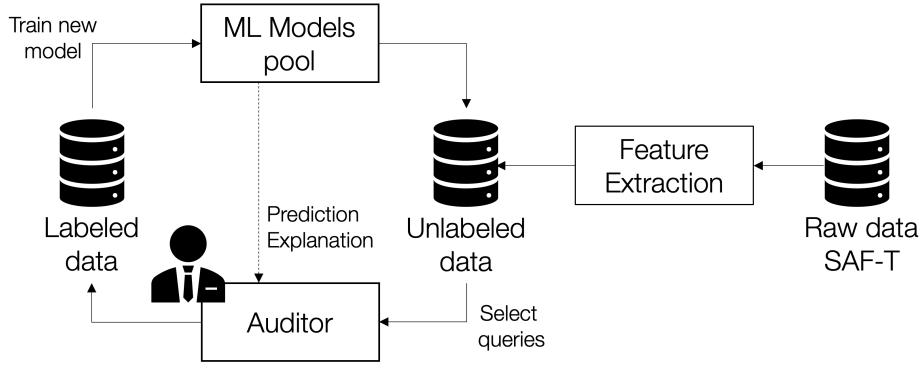 Train new
model
ML Models
pool
Feature
Extraction
Labeled
data
Prediction
Explanation
Unlabeled
data
Raw data
SAF-T
Auditor
Select
queries